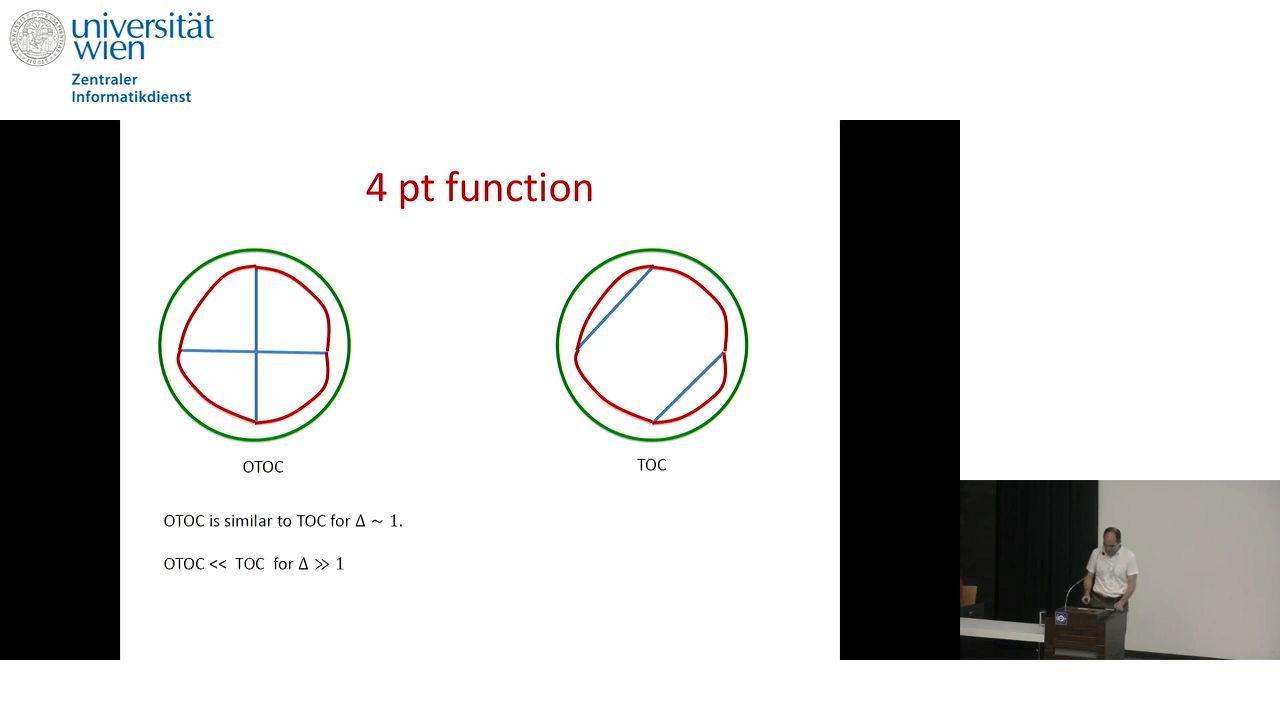 universität
wien
Zentraler
Informatikdienst
4 pt function
OTOC
TOC
OTOC is similar to TOC for Δ ~ 1.
OTOC << TOC for Δ ≫ 1